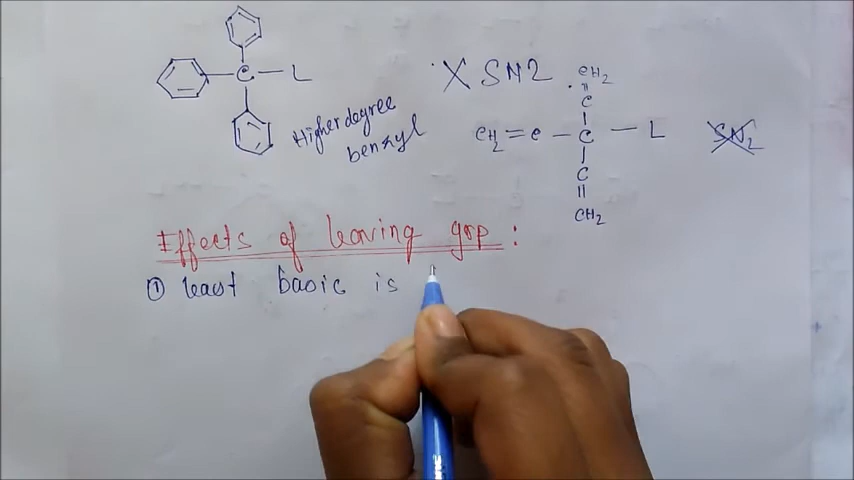 C — L
X SN2
Higher degree
benzyl
CH2
=
C
CH2 = C — C — L
SN2
C
=
CH2
Effects of leaving grp :
① least basic is